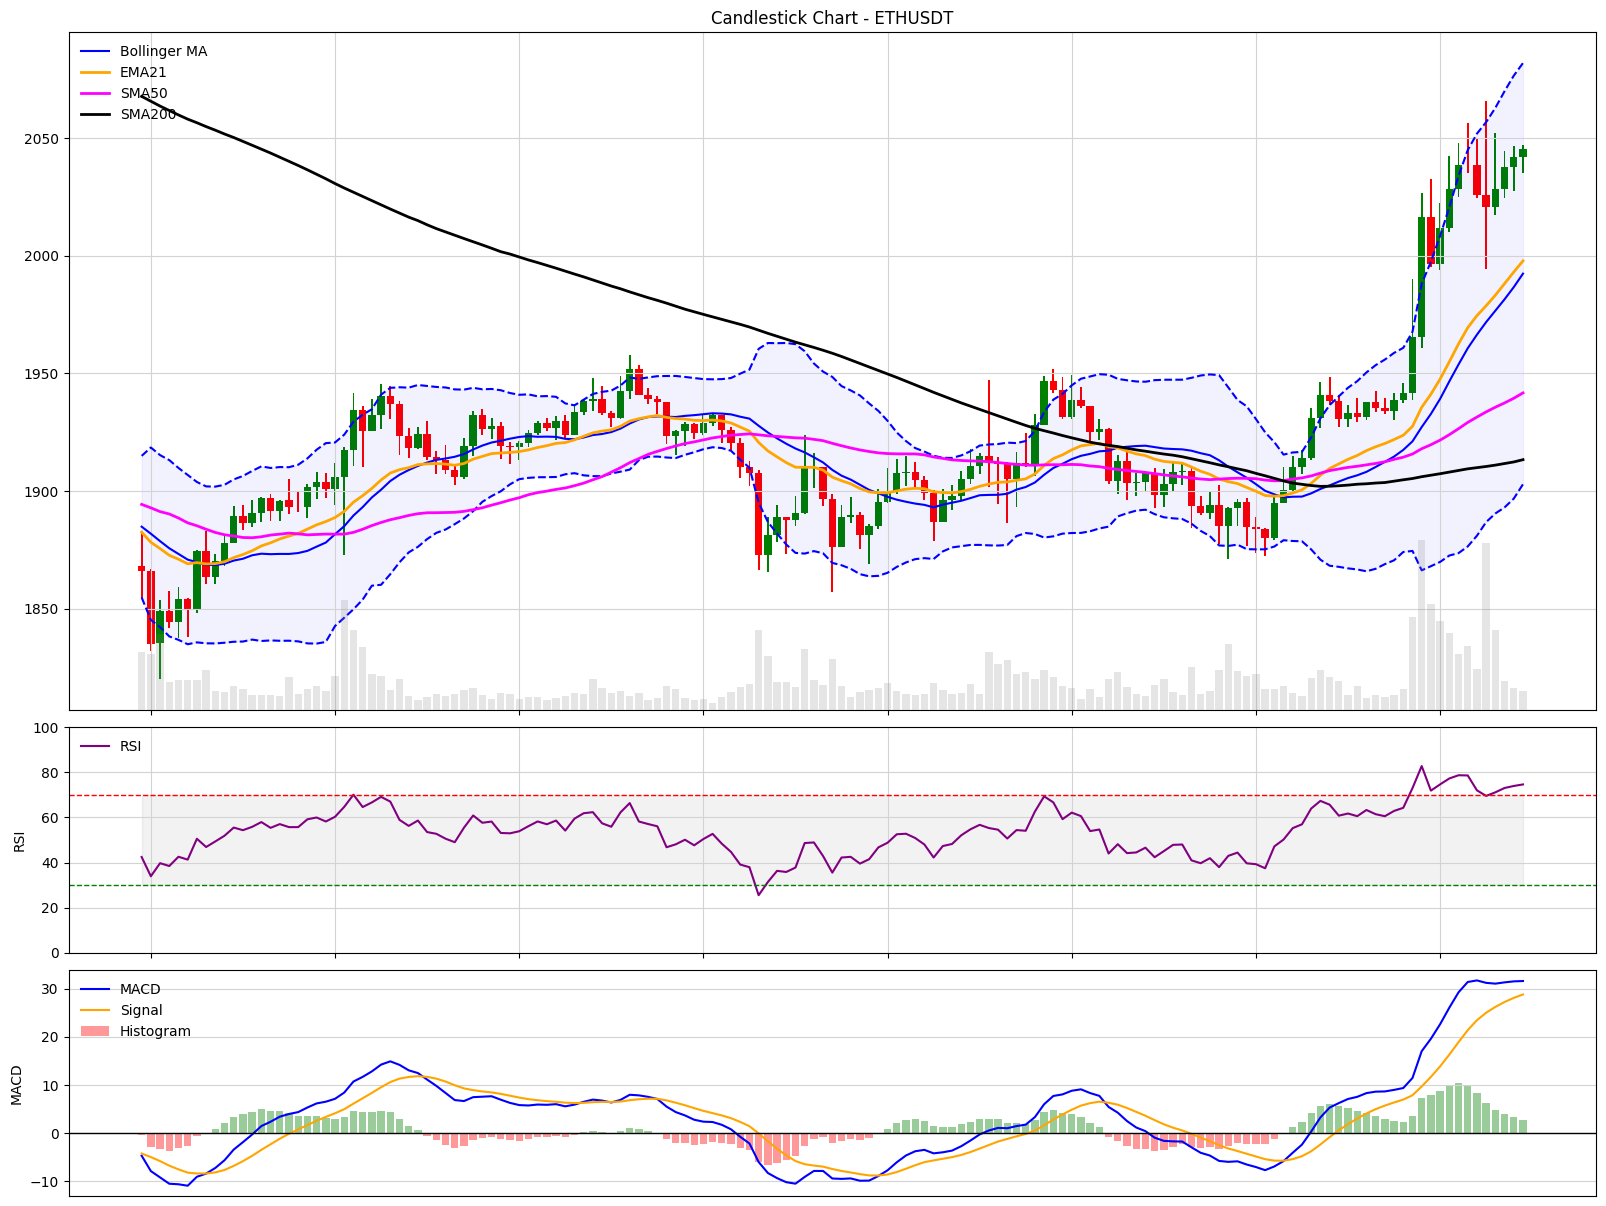 Candlestick Chart - ETHUSDT
Bollinger MA
EMA21
SMA50
SMA200
2050
2000
1950
1900
1850
RSI
100
80
60
40
20
0
RSI
MACD
Signal
Histogram
30
20
10
0
−10
MACD